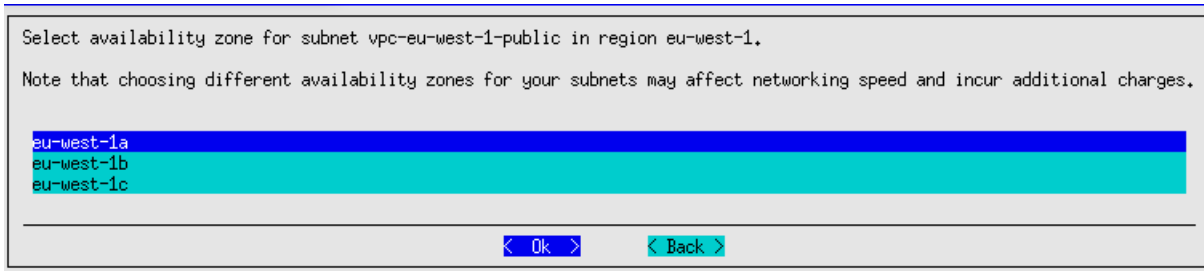 Select availability zone for subnet vpc-eu-west-1-public in region eu-west-1.
Note that choosing different availability zones for your subnets may affect networking speed and incur additional charges.
eu-west-1a
eu-west-1b
eu-west-1c
< Ok > < Back >